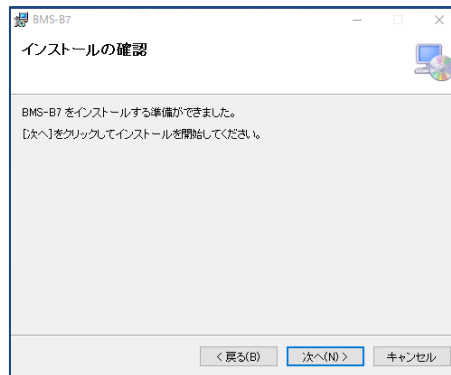 BMS-B7
インストールの確認
BMS-B7 をインストールする準備ができました。
[次へ]をクリックしてインストールを開始してください。
< 戻る(B)
次へ(N) >
キャンセル